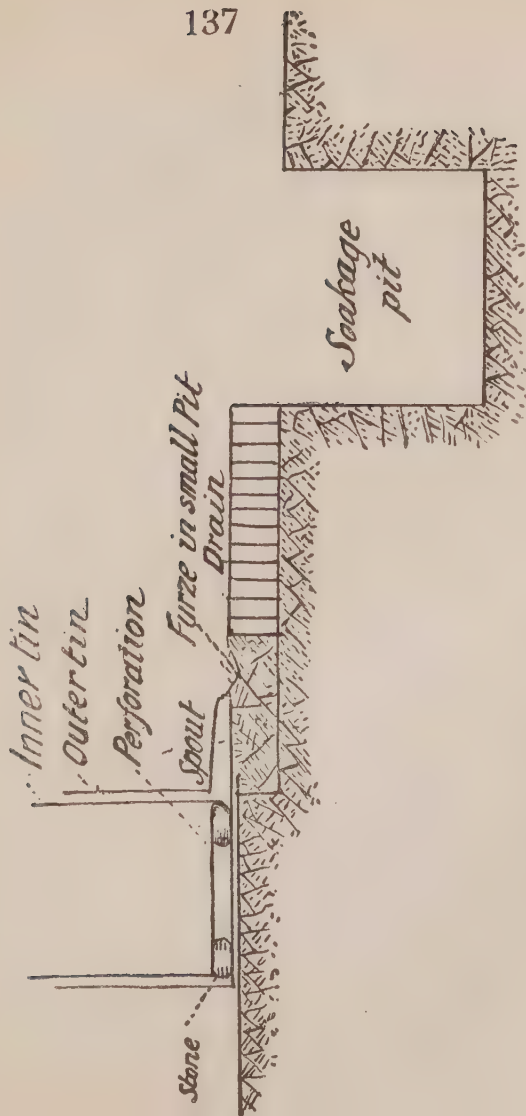 137
Inner tin
Outer tin
Perforation
Spout
Furze in small Pit
Drain
Soakage
pit
Stone